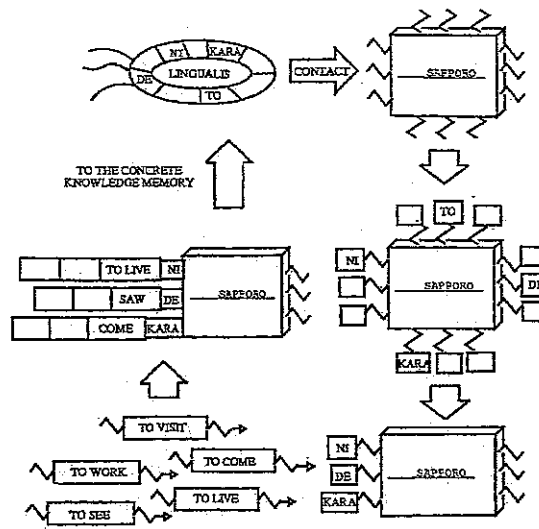 NI
KARA
DE
LINGUALIS
TO
CONTACT
SAPPORO
TO THE CONCRETE
KNOWLEDGE MEMORY
TO
NI
SAPPORO
DE
KARA
TO LIVE
NI
SAW
DE
SAPPORO
COME
KARA
TO VISIT
TO WORK
TO COME
TO SEE
TO LIVE
NI
DE
SAPPORO
KARA